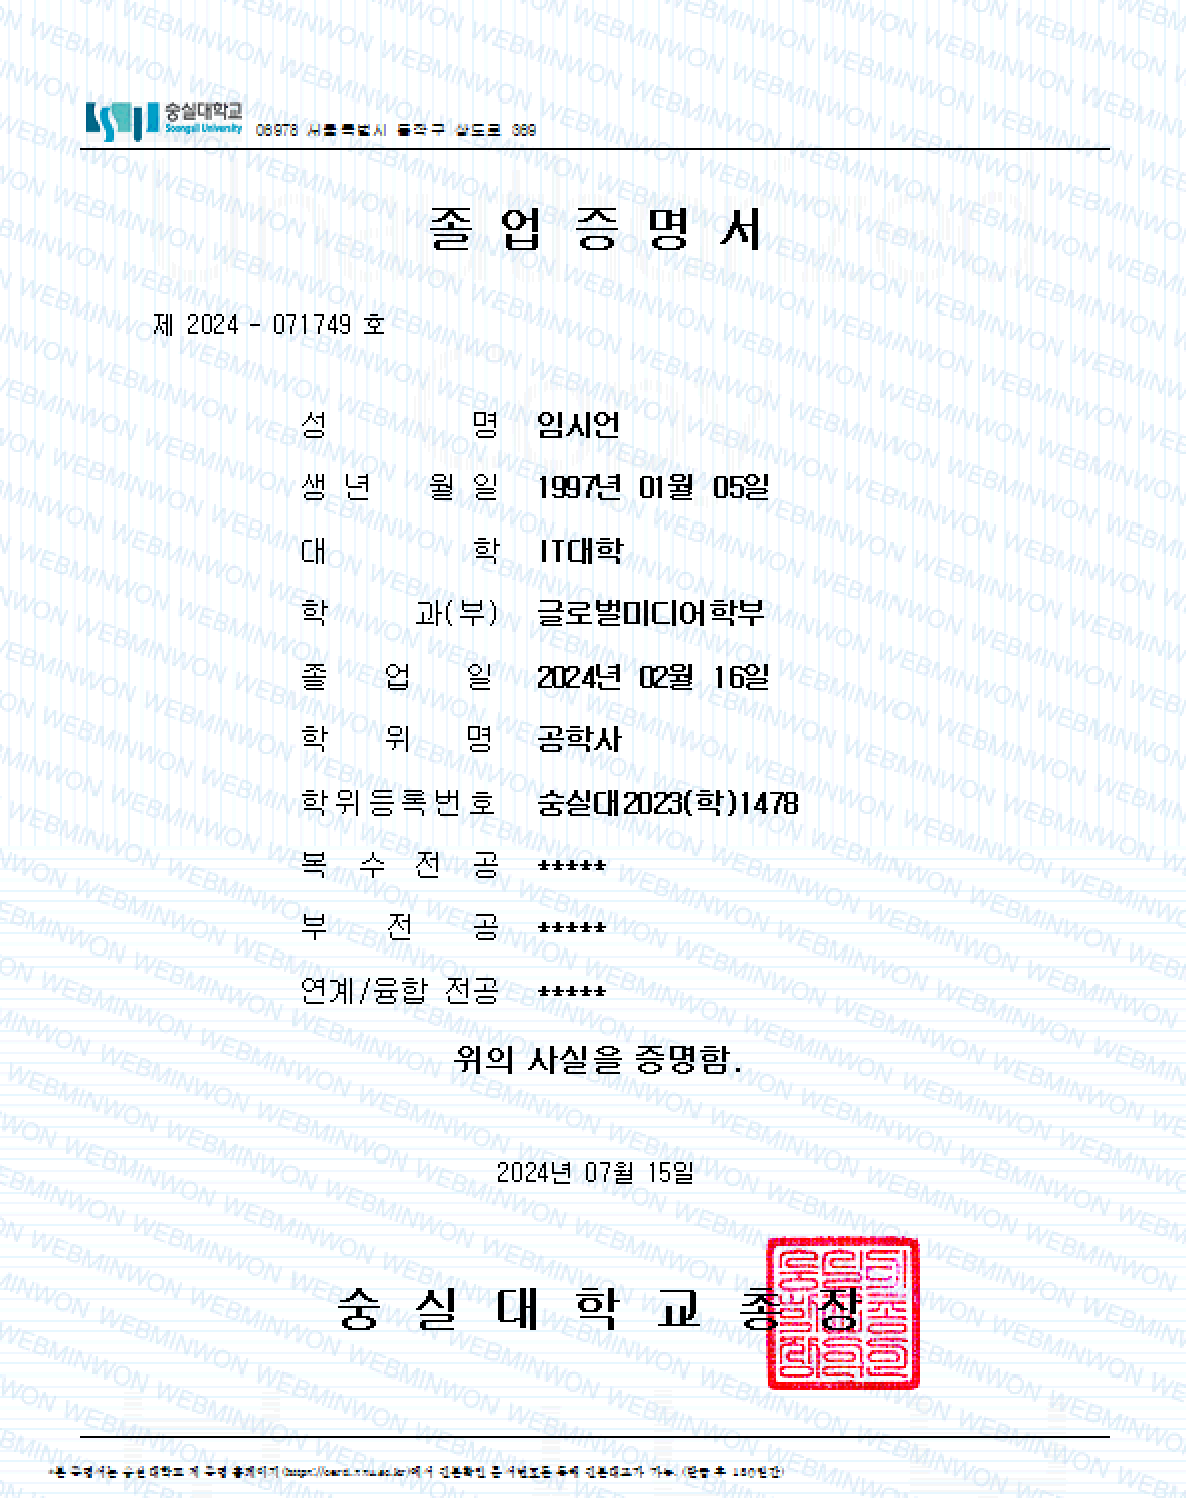 숭실대학교
Soongsil University
06978 서울특별시 동작구 상도로 369
졸 업 증 명 서
제 2024 - 071749 호
성 명 임시언
생 년 월 일 1997년 01월 05일
대 학 IT대학
학 과(부) 글로벌미디어학부
졸 업 일 2024년 02월 16일
학 위 명 공학사
학위등록번호 숭실대2023(학)1478
복 수 전 공 *****
부 전 공 *****
연계/융합 전공 *****
위의 사실을 증명함.
2024년 07월 15일
숭 실 대 학 교 총 장